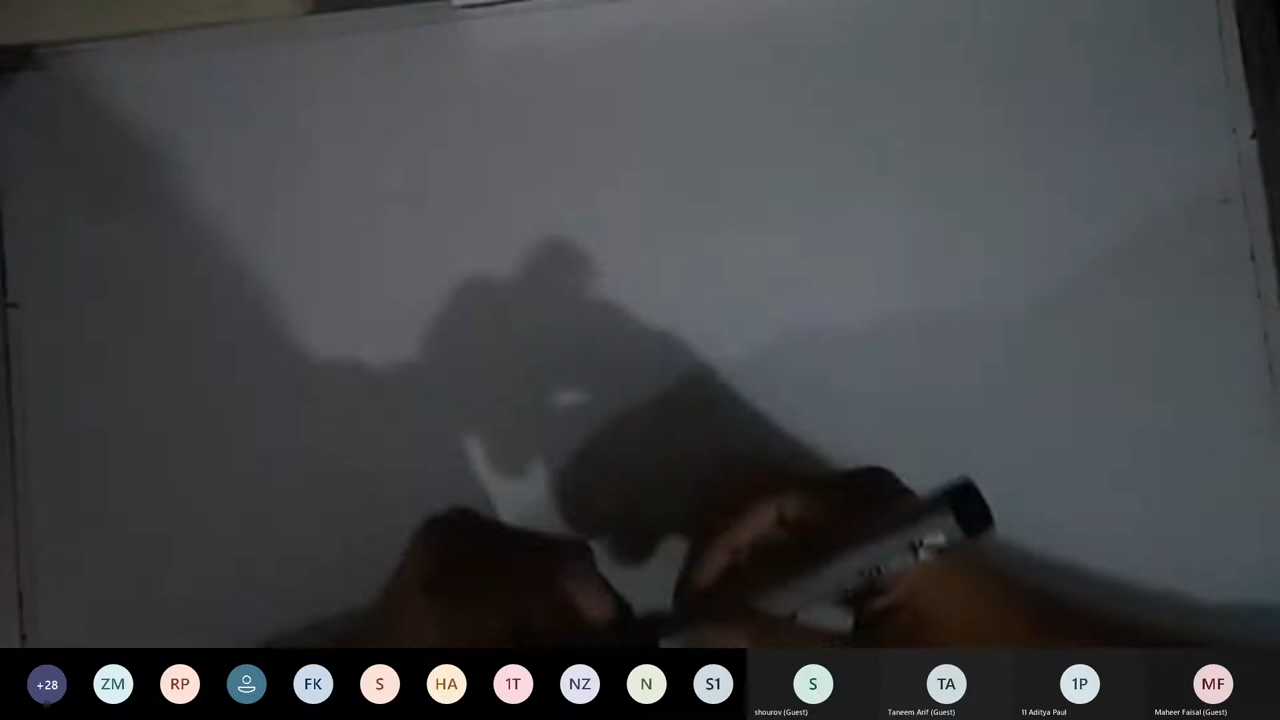 +28 ZM RP FK S HA 1T NZ N S1 S TA 1P MF
shourov (Guest) Taneem Arif (Guest) 11 Aditya Paul Maheer Faisal (Guest)